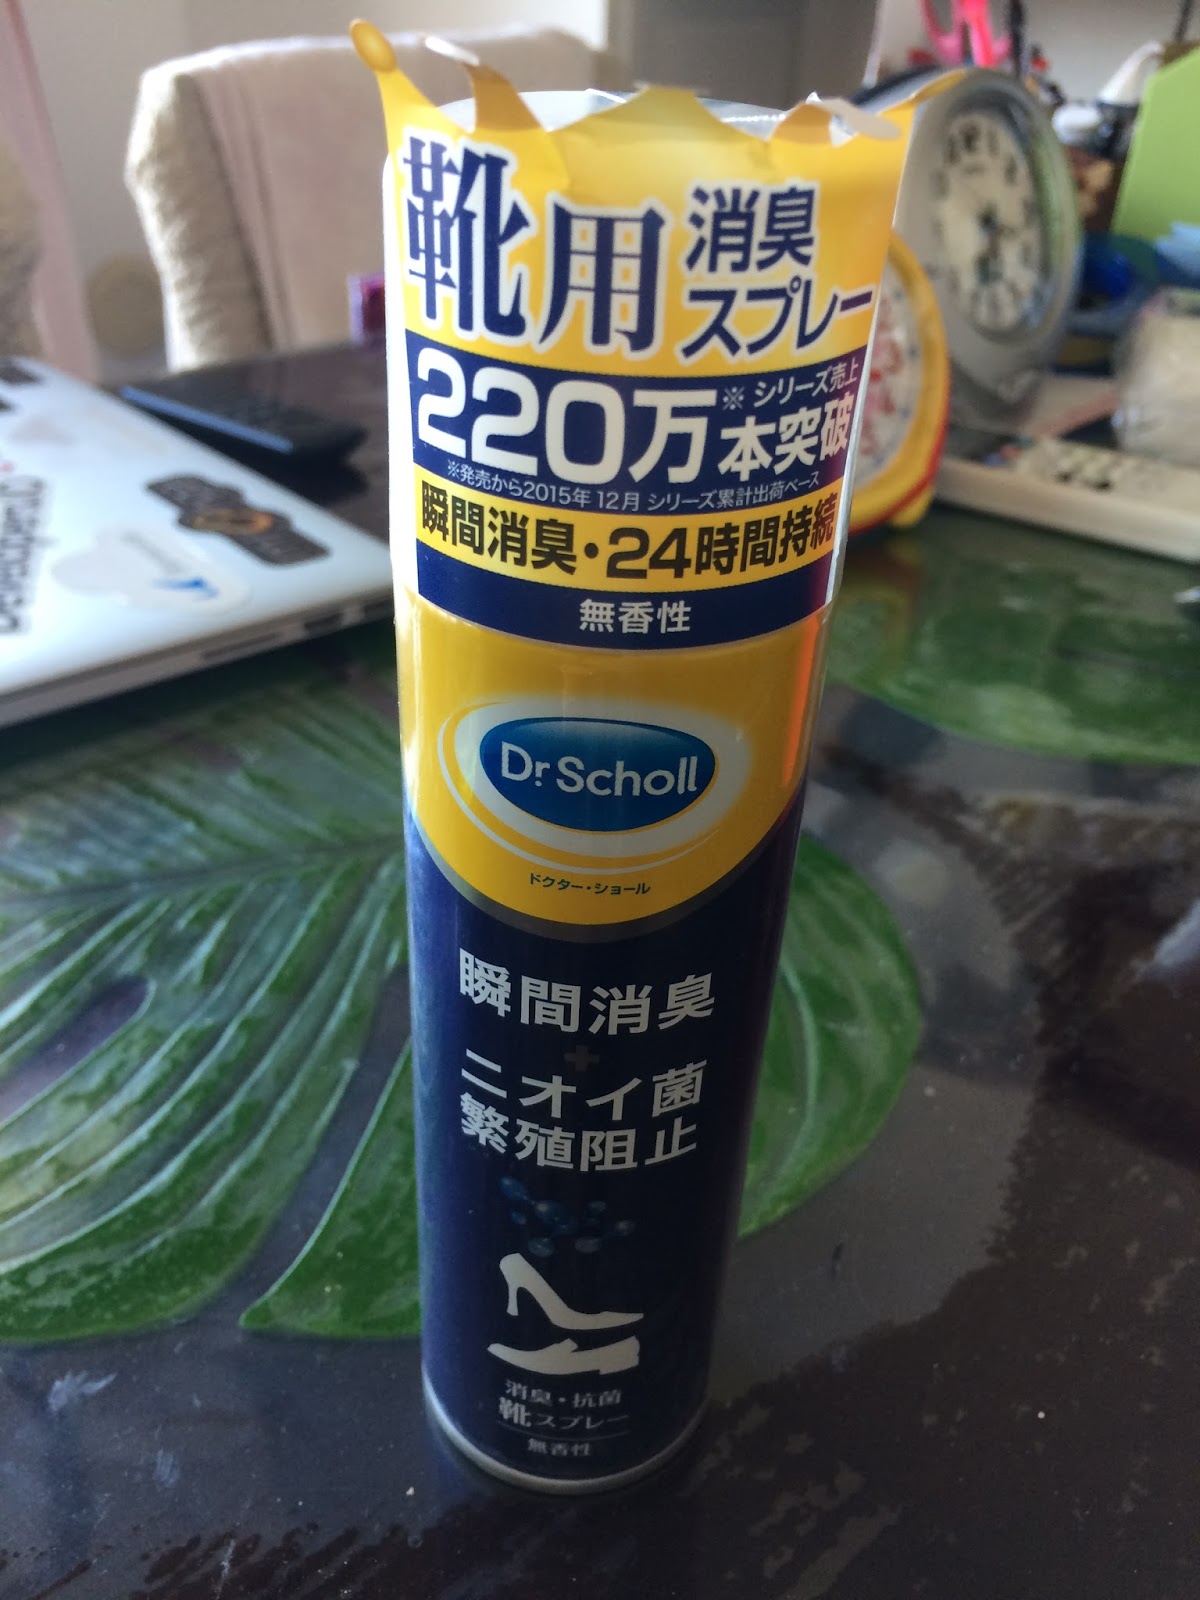 靴用 消臭
スプレー
220万※ シリーズ売上
本突破
※発売から2015年12月 シリーズ累計出荷ベース
瞬間消臭・24時間持続
無香性
Dr.Scholl
ドクター・ショール
瞬間消臭
+
ニオイ菌
繁殖阻止
消臭・抗菌
靴スプレー
無香性